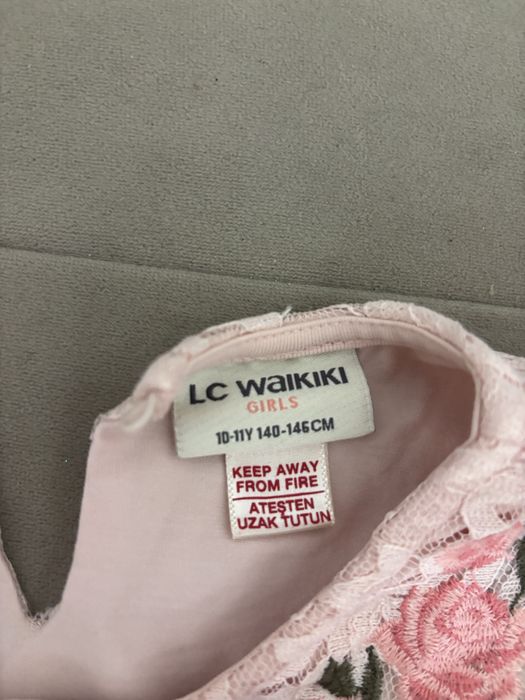 LC WAIKIKI
GIRLS
10-11Y 140-146CM
KEEP AWAY
FROM FIRE
ATEŞTEN
UZAK TUTUN